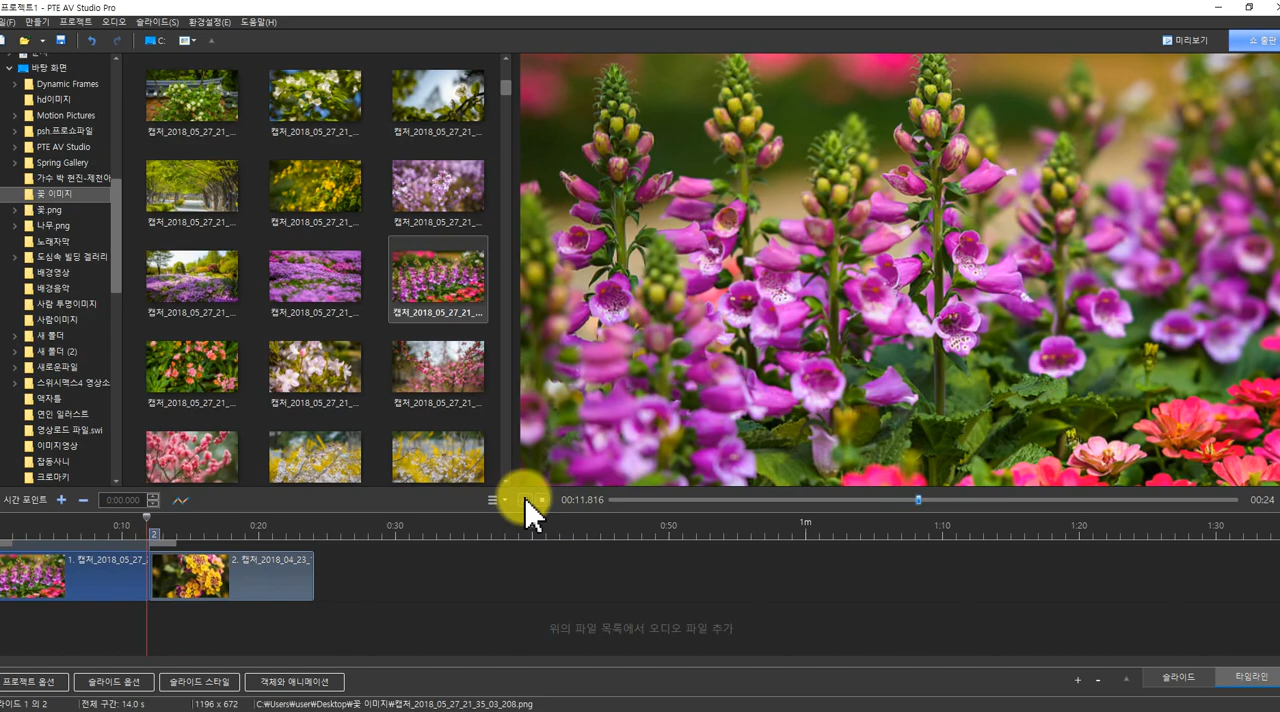 프로젝트1 - PTE AV Studio Pro
일(F) 만들기 프로젝트 오디오 슬라이드(S) 환경설정(E) 도움말(H)
C: 미리보기 쇼 출판
바탕 화면
Dynamic Frames
hd이미지
Motion Pictures
psh.프로쇼파일
PTE AV Studio
Spring Gallery
가수 박 현진-제천아
꽃 이미지
꽃.png
나무.png
노래자막
도심속 빌딩 갤러리
배경영상
배경음악
사람 투명이미지
사람이미지
새 폴더
새 폴더 (2)
새로운파일
스위시맥스4 영상소
액자틀
연인 일러스트
영상로드 파일.swi
이미지영상
잡동사니
크로마키
캡처_2018_05_27_21_... 캡처_2018_05_27_21_... 캡처_2018_05_27_21_...
캡처_2018_05_27_21_... 캡처_2018_05_27_21_... 캡처_2018_05_27_21_...
캡처_2018_05_27_21_... 캡처_2018_05_27_21_... 캡처_2018_05_27_21_...
캡처_2018_05_27_21_... 캡처_2018_05_27_21_... 캡처_2018_05_27_21_...
시간 포인트 0:00.000 00:11.816 00:24
0:10 0:20 0:30 0:50 1m 1:10 1:20 1:30
2
1. 캡처_2018_05_27_ 2. 캡처_2018_04_23_
위의 파일 목록에서 오디오 파일 추가
프로젝트 옵션 슬라이드 옵션 슬라이드 스타일 객체와 애니메이션 + - 슬라이드 타임라인
라이드 1 외 2 전체 구간: 14.0 s 1196 x 672 C:₩Users₩user₩Desktop₩꽃 이미지₩캡처_2018_05_27_21_35_03_208.png